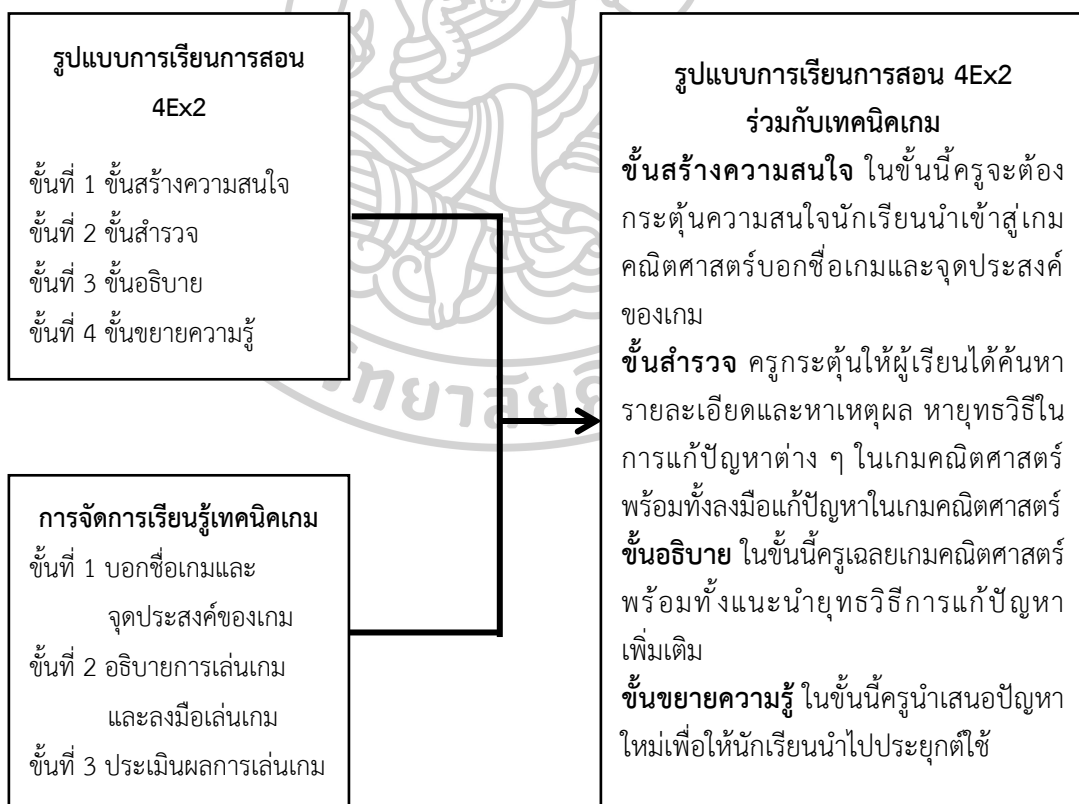 รูปแบบการเรียนการสอน
4Ex2
ขั้นที่ 1 ขั้นสร้างความสนใจ
ขั้นที่ 2 ขั้นสำรวจ
ขั้นที่ 3 ขั้นอธิบาย
ขั้นที่ 4 ขั้นขยายความรู้
การจัดการเรียนรู้เทคนิคเกม
ขั้นที่ 1 บอกชื่อเกมและ
จุดประสงค์ของเกม
ขั้นที่ 2 อธิบายการเล่นเกม
และลงมือเล่นเกม
ขั้นที่ 3 ประเมินผลการเล่นเกม
รูปแบบการเรียนการสอน 4Ex2
ร่วมกับเทคนิคเกม
ขั้นสร้างความสนใจ ในขั้นนี้ครูจะต้อง
กระตุ้นความสนใจนักเรียนนำเข้าสู่เกม
คณิตศาสตร์บอกชื่อเกมและจุดประสงค์
ของเกม
ขั้นสำรวจ ครูกระตุ้นให้ผู้เรียนได้ค้นหา
รายละเอียดและหาเหตุผล หายุทธวิธีใน
การแก้ปัญหาต่าง ๆ ในเกมคณิตศาสตร์
พร้อมทั้งลงมือแก้ปัญหาในเกมคณิตศาสตร์
ขั้นอธิบาย ในขั้นนี้ครูเฉลยเกมคณิตศาสตร์
พร้อมทั้งแนะนำยุทธวิธีการแก้ปัญหา
เพิ่มเติม
ขั้นขยายความรู้ ในขั้นนี้ครูนำเสนอปัญหา
ใหม่เพื่อให้นักเรียนนำไปประยุกต์ใช้